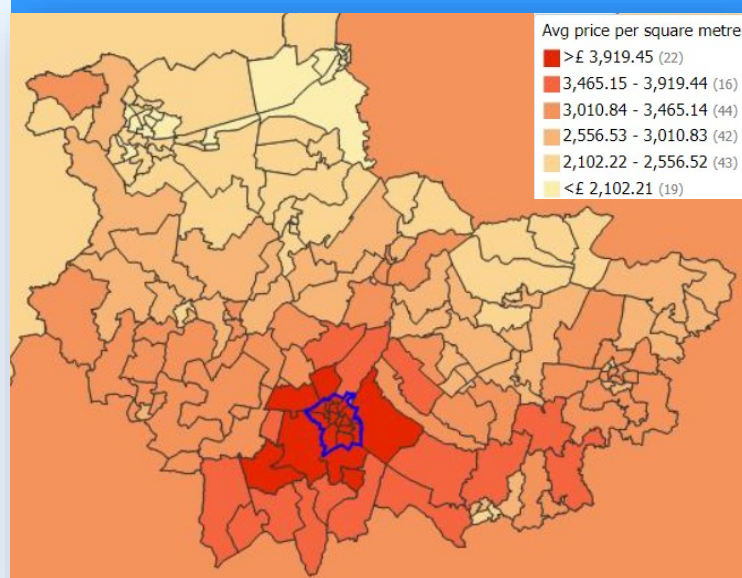 Avg price per square metre
>£ 3,919.45 (22)
3,465.15 - 3,919.44 (16)
3,010.84 - 3,465.14 (44)
2,556.53 - 3,010.83 (42)
2,102.22 - 2,556.52 (43)
<£ 2,102.21 (19)